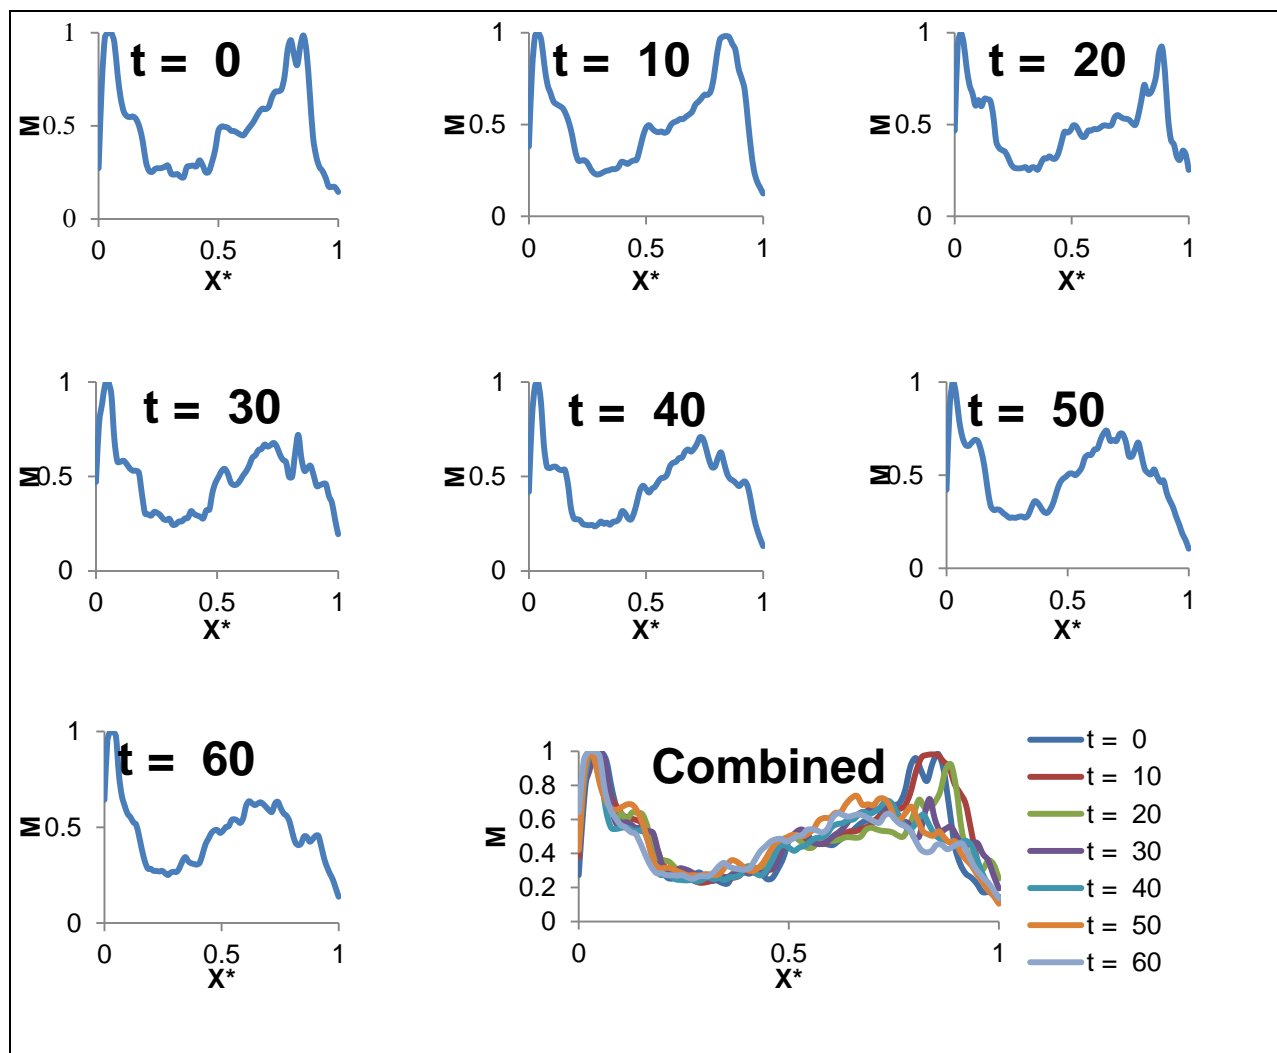 t = 0
1
0.5
0
M
0 0.5 1
X*
t = 10
1
0.5
0
0 0.5 1
X*
t = 20
1
0.5
0
M
0 0.5 1
X*
t = 30
1
0.5
0
M
0 0.5 1
X*
t = 40
1
0.5
0
M
0 0.5 1
X*
t = 50
1
0.5
0
M
0 0.5 1
X*
t = 60
1
0.5
0
M
0 0.5 1
X*
Combined
1
0.8
0.6
0.4
0.2
0
M
0 0.5 1
X*
t = 0
t = 10
t = 20
t = 30
t = 40
t = 50
t = 60